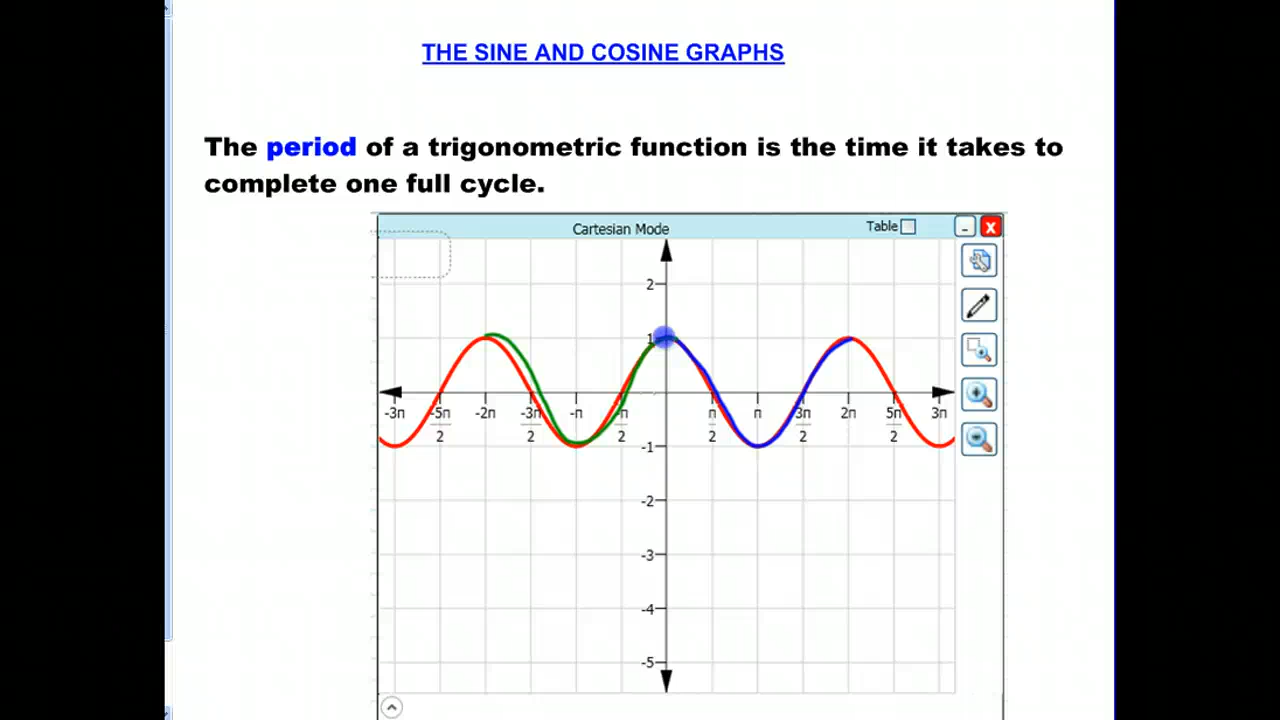 THE SINE AND COSINE GRAPHS
The period of a trigonometric function is the time it takes to
complete one full cycle.
Cartesian Mode Table
X
2
1
-3π -5π -2π -3π -π -π π π 3π 2π 5π 3π
2 2 2 2 2 2
-1
-2
-3
-4
-5